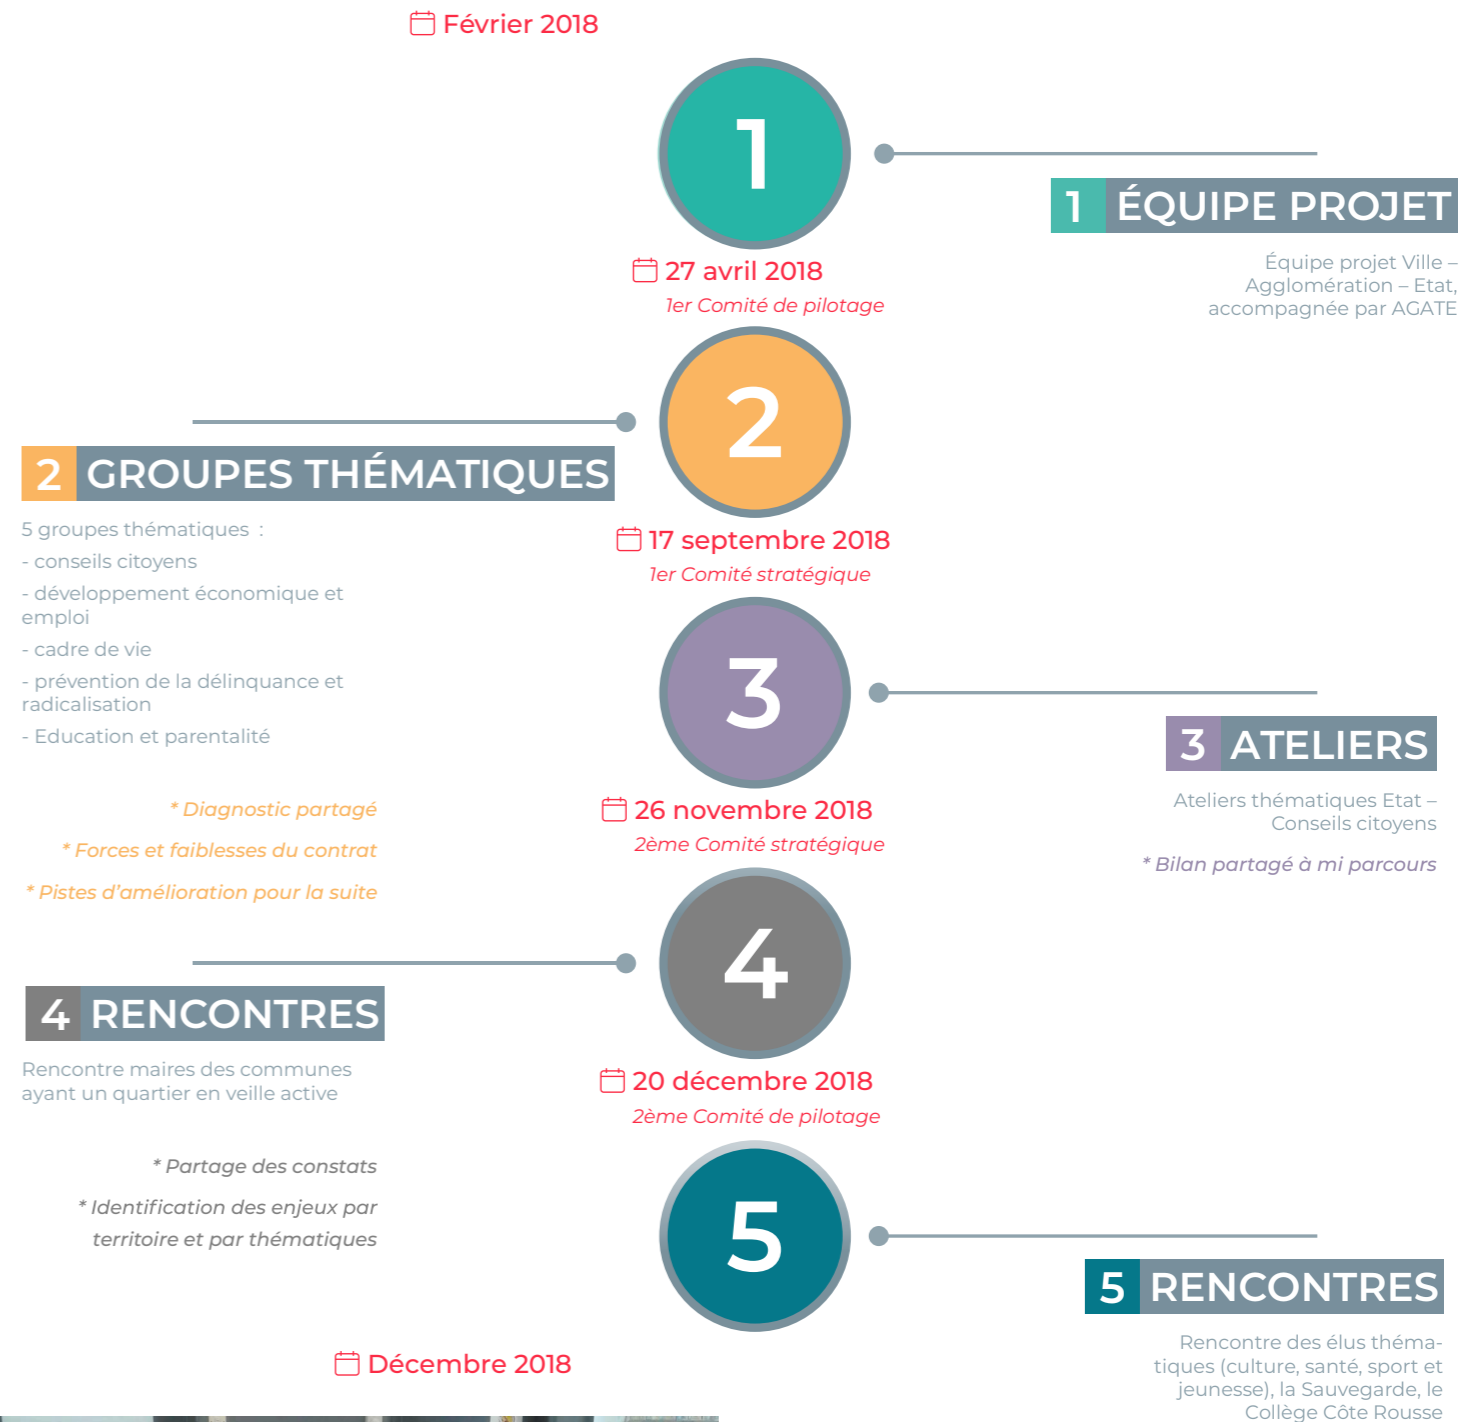 Février 2018
1
1 ÉQUIPE PROJET
Équipe projet Ville –
Agglomération – Etat,
accompagnée par AGATE
27 avril 2018
1er Comité de pilotage
2
2 GROUPES THÉMATIQUES
5 groupes thématiques :
- conseils citoyens
- développement économique et
emploi
- cadre de vie
- prévention de la délinquance et
radicalisation
- Education et parentalité
* Diagnostic partagé
* Forces et faiblesses du contrat
* Pistes d’amélioration pour la suite
17 septembre 2018
1er Comité stratégique
3
3 ATELIERS
Ateliers thématiques Etat –
Conseils citoyens
* Bilan partagé à mi parcours
26 novembre 2018
2ème Comité stratégique
4
4 RENCONTRES
Rencontre maires des communes
ayant un quartier en veille active
* Partage des constats
* Identification des enjeux par
territoire et par thématiques
20 décembre 2018
2ème Comité de pilotage
5
5 RENCONTRES
Rencontre des élus théma-
tiques (culture, santé, sport et
jeunesse), la Sauvegarde, le
Collège Côte Rousse
Décembre 2018